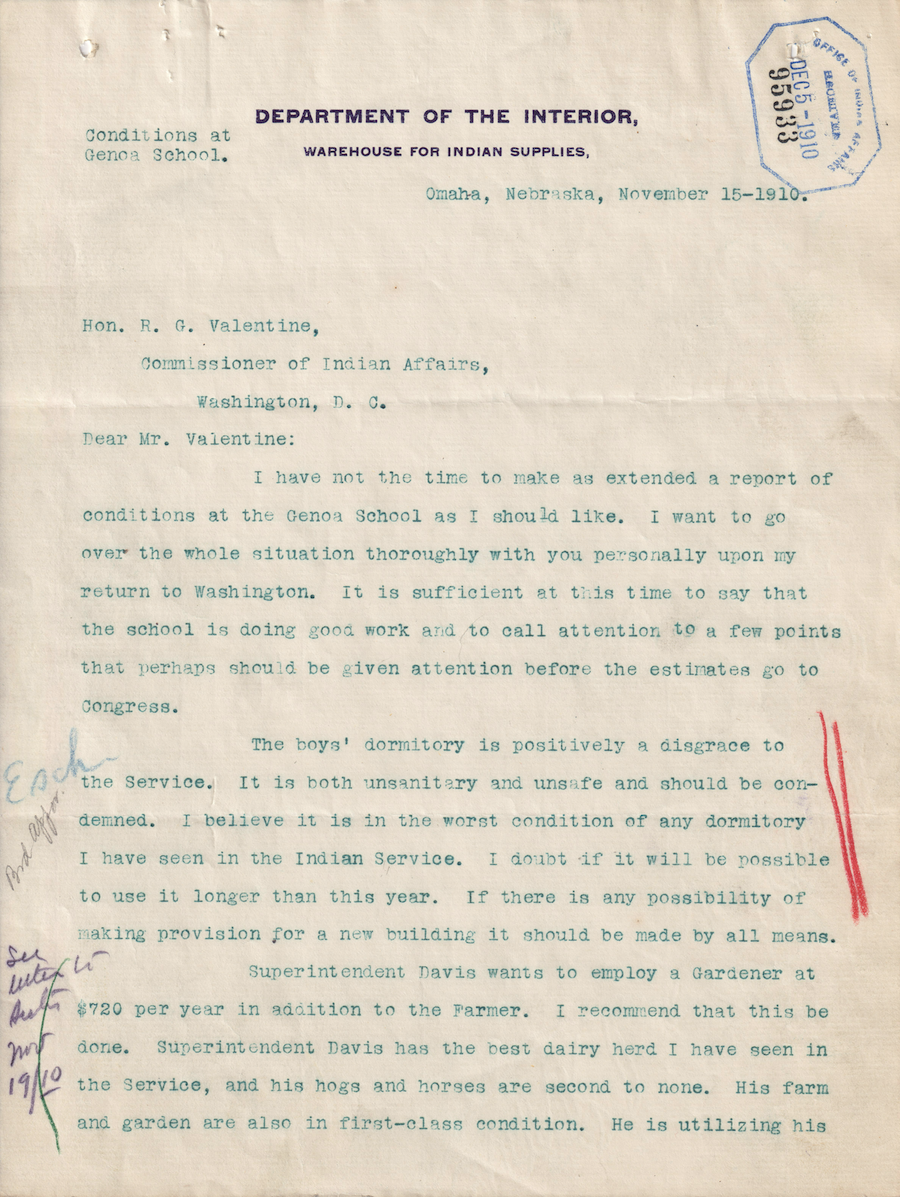 DEPARTMENT OF THE INTERIOR,
WAREHOUSE FOR INDIAN SUPPLIES,
Conditions at
Genoa School.
OFFICE OF INDIAN AFFAIRS
RECEIVED
DEC 5-1910
95933
Omaha, Nebraska, November 15-1910.
Hon. R. G. Valentine,
Commissioner of Indian Affairs,
Washington, D. C.
Dear Mr. Valentine:
I have not the time to make as extended a report of
conditions at the Genoa School as I should like. I want to go
over the whole situation thoroughly with you personally upon my
return to Washington. It is sufficient at this time to say that
the school is doing good work and to call attention to a few points
that perhaps should be given attention before the estimates go to
Congress.
The boys' dormitory is positively a disgrace to
the Service. It is both unsanitary and unsafe and should be con-
demned. I believe it is in the worst condition of any dormitory
I have seen in the Indian Service. I doubt if it will be possible
to use it longer than this year. If there is any possibility of
making provision for a new building it should be made by all means.
Superintendent Davis wants to employ a Gardener at
$720 per year in addition to the Farmer. I recommend that this be
done. Superintendent Davis has the best dairy herd I have seen in
the Service, and his hogs and horses are second to none. His farm
and garden are also in first-class condition. He is utilizing his
Esch
See
Nov
19/10